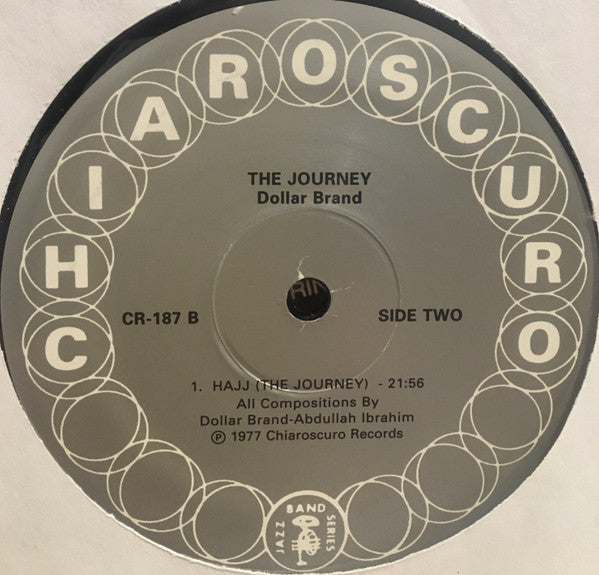 CHIAROSCURO
THE JOURNEY
Dollar Brand
CR-187 B
SIDE TWO
RIN
1. HAJJ (THE JOURNEY) - 21:56
All Compositions By
Dollar Brand-Abdullah Ibrahim
℗ 1977 Chiaroscuro Records
JAZZ BAND SERIES